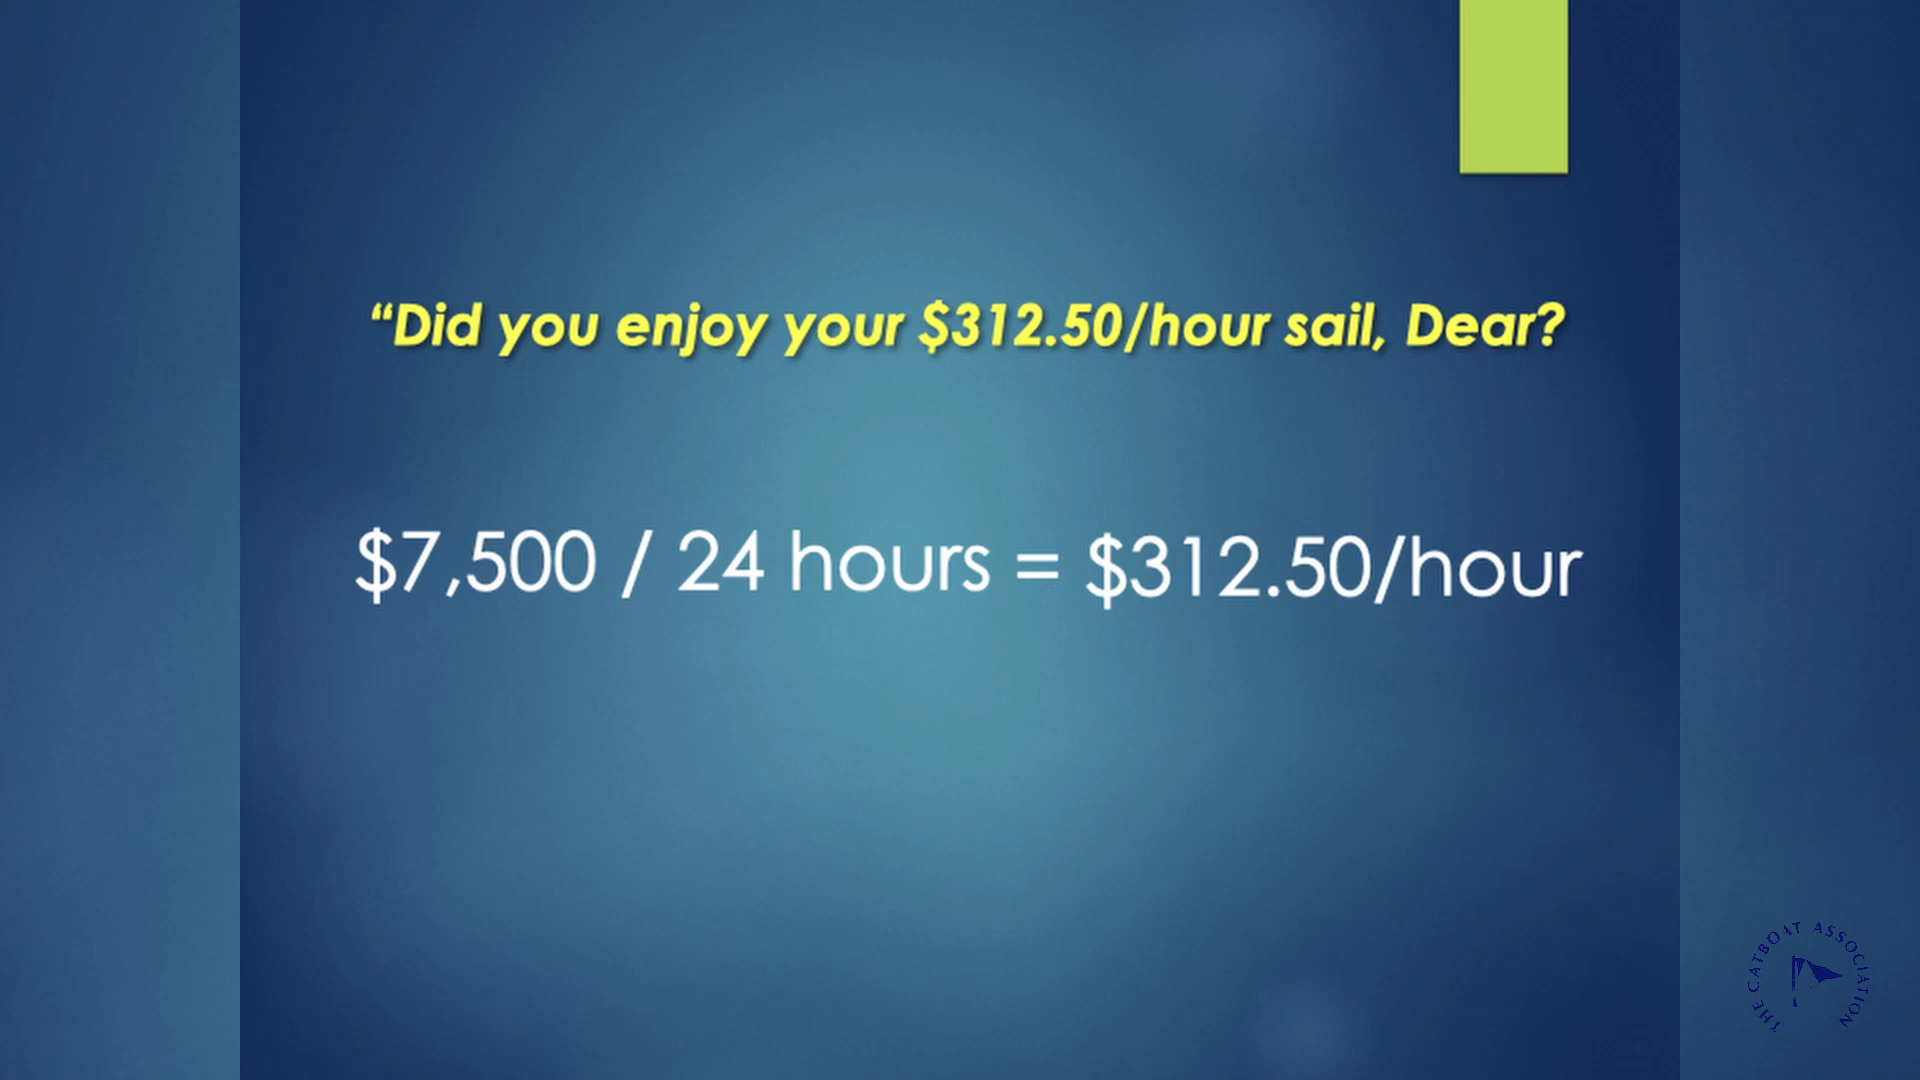 “Did you enjoy your $312.50/hour sail, Dear?
$7,500 / 24 hours = $312.50/hour
THE CATBOAT ASSOCIATION